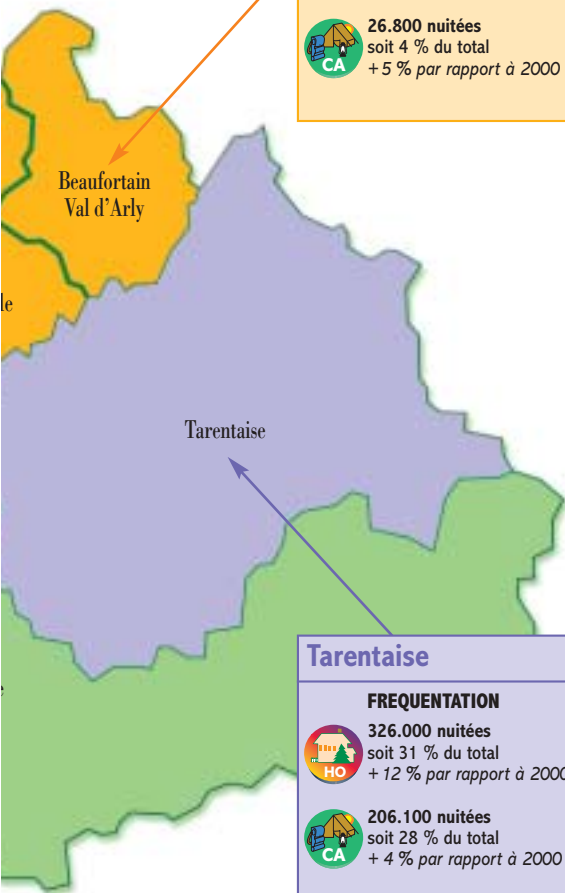 26.800 nuitées
soit 4 % du total
+ 5 % par rapport à 2000
CA
Beaufortain
Val d'Arly
le
Tarentaise
Tarentaise
FREQUENTATION
326.000 nuitées
soit 31 % du total
+ 12 % par rapport à 2000
HO
206.100 nuitées
soit 28 % du total
+ 4 % par rapport à 2000
CA